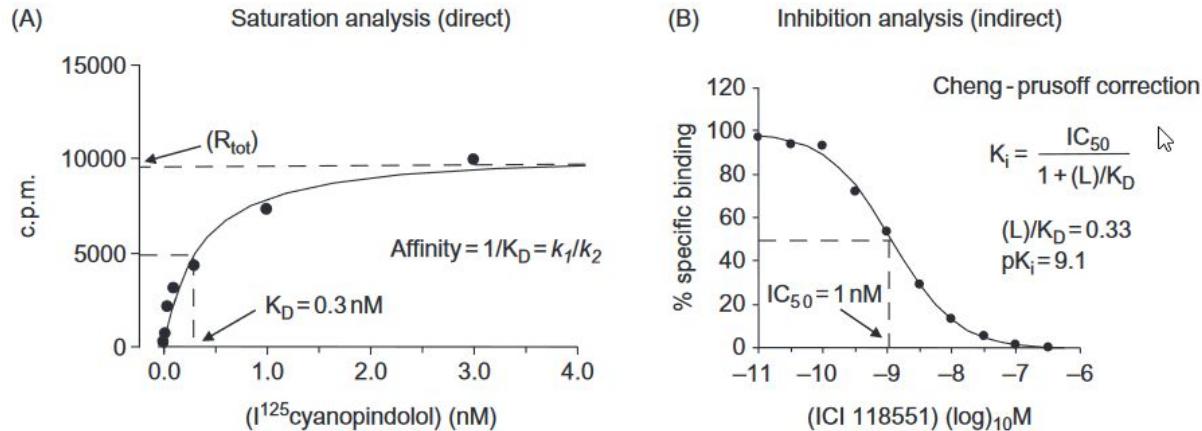 (A) Saturation analysis (direct)
15000
10000
5000
0
c.p.m.
(R_tot)
Affinity = 1/K_D = k_1/k_2
K_D = 0.3 nM
0.0 1.0 2.0 3.0 4.0
(I¹²⁵cyanopindolol) (nM)
(B) Inhibition analysis (indirect)
120
100
80
60
40
20
0
% specific binding
Cheng-prusoff correction
K_i = IC_50 / 1 + (L)/K_D
(L)/K_D = 0.33
pK_i = 9.1
IC_50 = 1 nM
–11 –10 –9 –8 –7 –6
(ICI 118551) (log)_10M